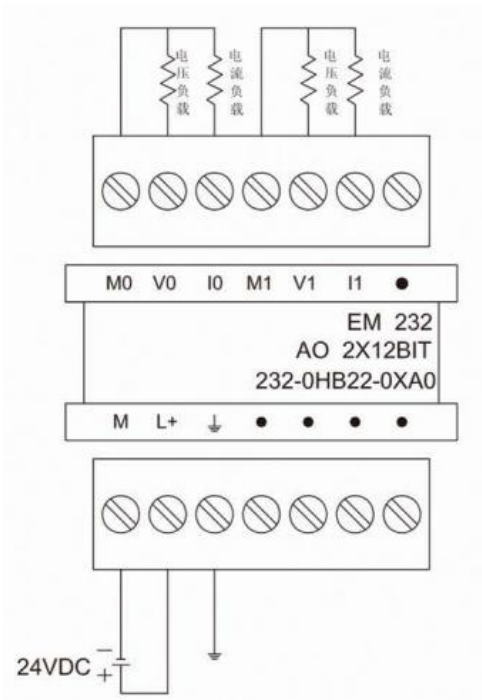 电压负载
电流负载
电压负载
电流负载
M0 V0 I0 M1 V1 I1
EM 232
AO 2X12BIT
232-0HB22-0XA0
M L+
24VDC
− +